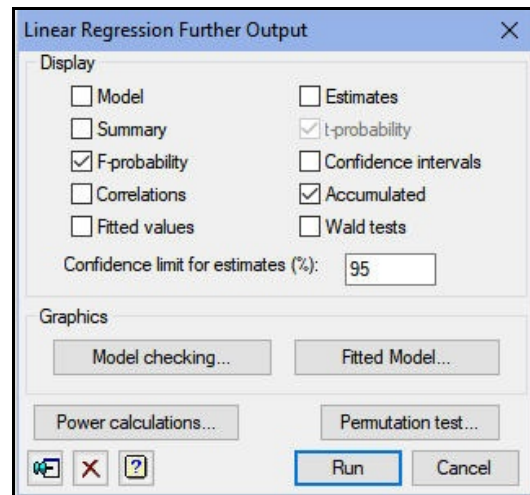 Linear Regression Further Output
Display
Model
Estimates
Summary
t-probability
F-probability
Confidence intervals
Correlations
Accumulated
Fitted values
Wald tests
Confidence limit for estimates (%): 95
Graphics
Model checking...
Fitted Model...
Power calculations...
Permutation test...
?
Run
Cancel